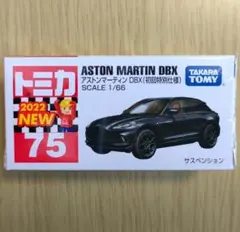 トミカ
2022
NEW
75
ASTON MARTIN DBX
アストンマーティン DBX(初回特別仕様)
SCALE 1/66
TAKARA
TOMY
サスペンション